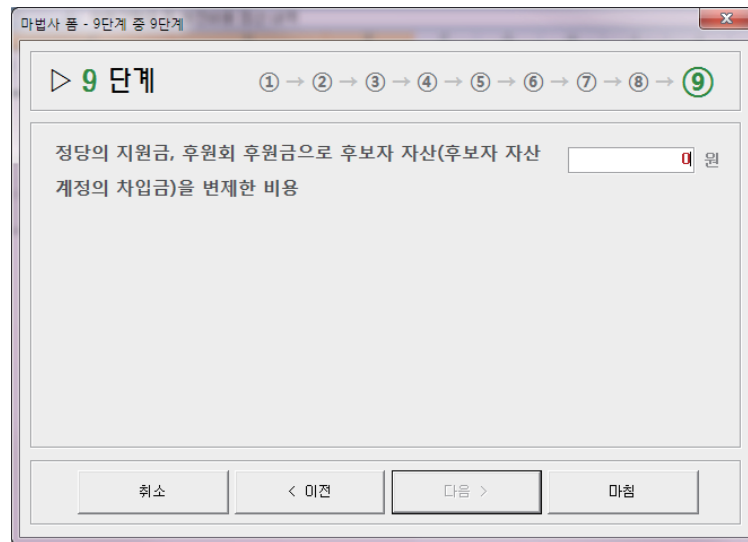 마법사 폼 - 9단계 중 9단계
▷ 9 단계
① → ② → ③ → ④ → ⑤ → ⑥ → ⑦ → ⑧ → ⑨
정당의 지원금, 후원회 후원금으로 후보자 자산(후보자 자산
0 원
계정의 차입금)을 변제한 비용
취소
< 이전
다음 >
마침